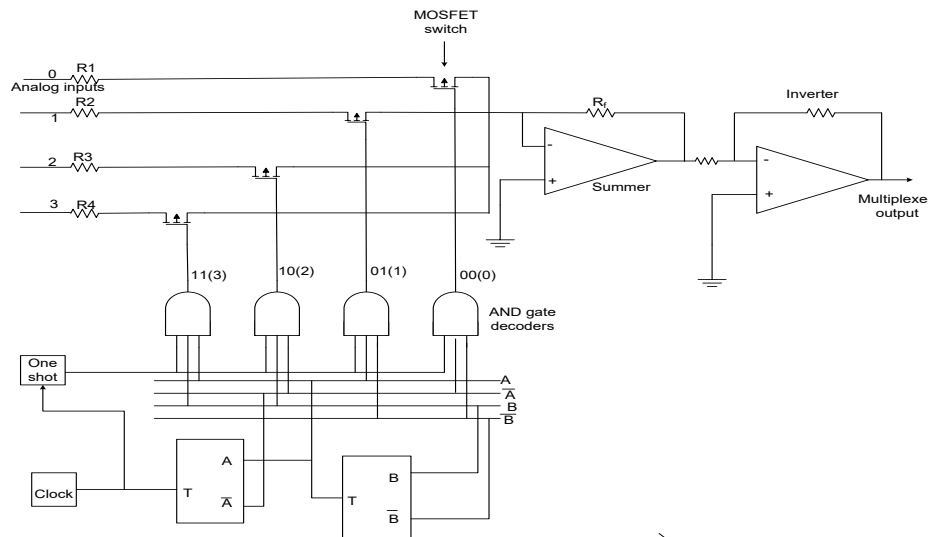 MOSFET
switch
0
R1
Analog inputs
R2
1
Rf
Inverter
-
+
Summer
-
+
Multiplexe
output
2
R3
3
R4
11(3)
10(2)
01(1)
00(0)
AND gate
decoders
One
shot
A
A̅
B
B̅
Clock
T
A
A̅
T
B
B̅